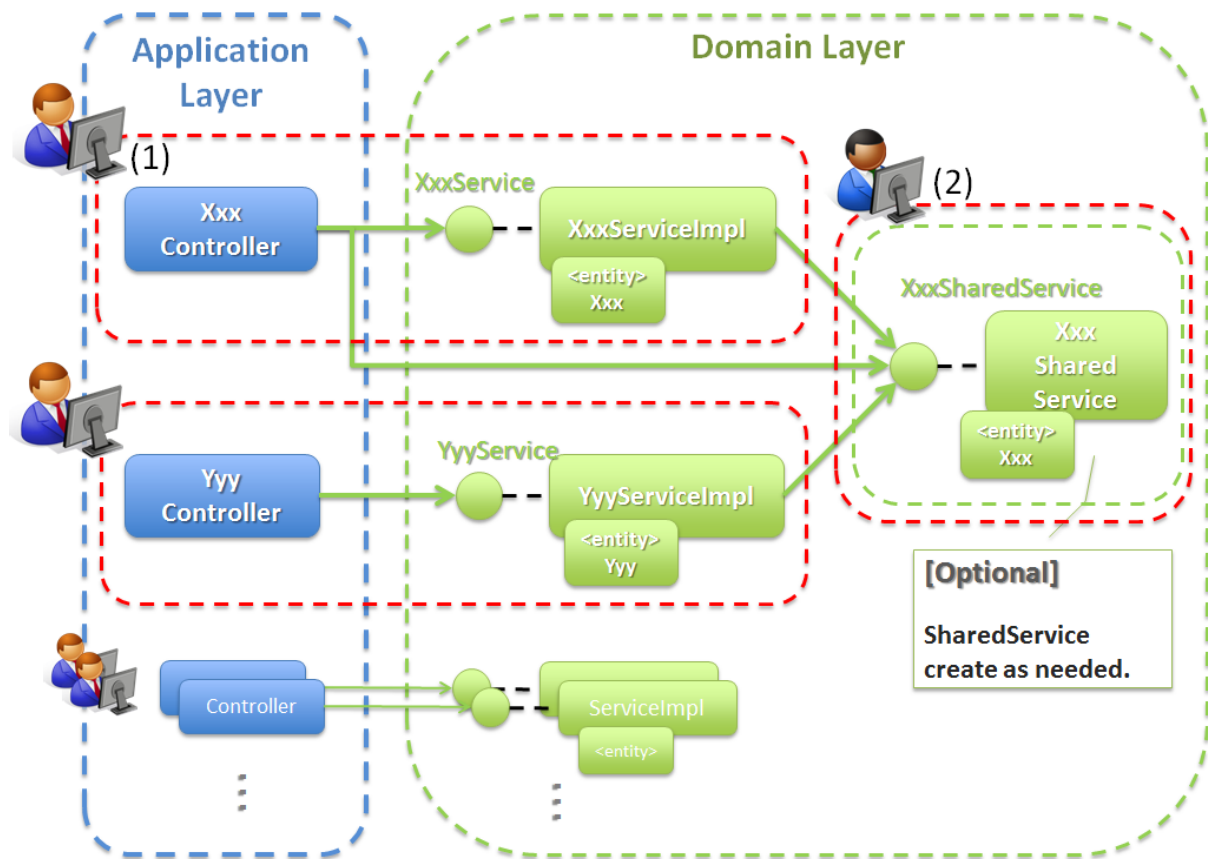 Application
Layer
Domain Layer
(1)
Xxx
Controller
XxxService
XxxServiceImpl
<entity>
Xxx
(2)
XxxSharedService
Xxx
Shared
Service
<entity>
Xxx
Yyy
Controller
YyyService
YyyServiceImpl
<entity>
Yyy
[Optional]
SharedService
create as needed.
Controller
ServiceImpl
<entity>